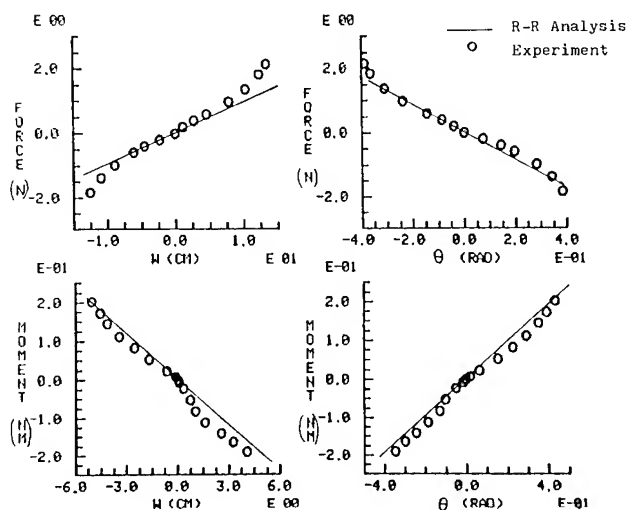 E 00
2.0
0.0
-2.0
FORCE
(N)
-1.0 0.0 1.0
W (CM) E 01
E 00
2.0
0.0
-2.0
FORCE
(N)
-4.0 -2.0 0.0 2.0 4.0
θ (RAD) E-01
R-R Analysis
Experiment
E-01
2.0
1.0
0.0
-1.0
-2.0
MOMENT
(NM)
-6.0 -3.0 0.0 3.0 6.0
W (CM) E 00
E-01
2.0
1.0
0.0
-1.0
-2.0
MOMENT
(NM)
-4.0 0.0 4.0
θ (RAD) E-01